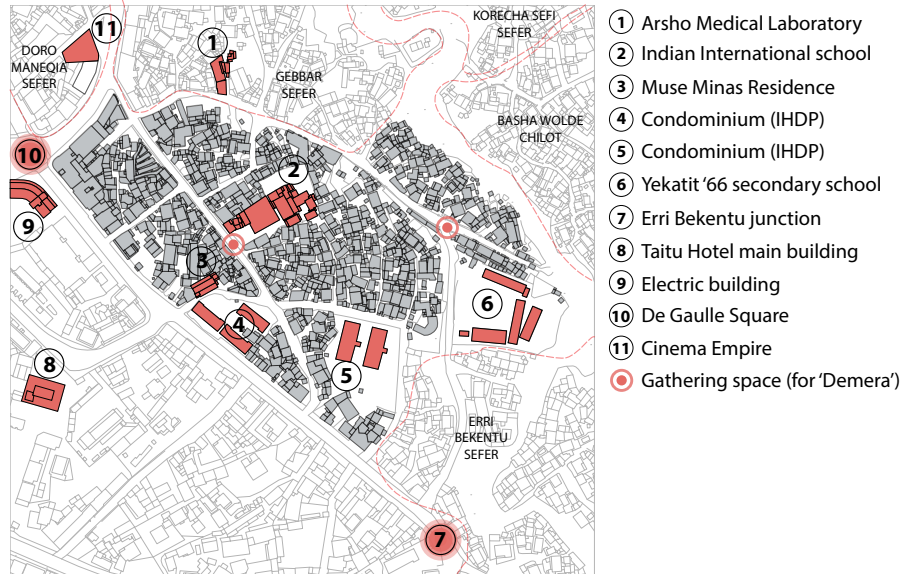 11
KORECHA SEFI
SEFER
1
DORO
MANEQIA
SEFER
GEBBAR
SEFER
BASHA WOLDE
CHILOT
10
2
9
3
6
4
8
5
ERRI
BEKENTU
SEFER
7
1 Arsho Medical Laboratory
2 Indian International school
3 Muse Minas Residence
4 Condominium (IHDP)
5 Condominium (IHDP)
6 Yekatit ‘66 secondary school
7 Erri Bekentu junction
8 Taitu Hotel main building
9 Electric building
10 De Gaulle Square
11 Cinema Empire
Gathering space (for ‘Demera’)